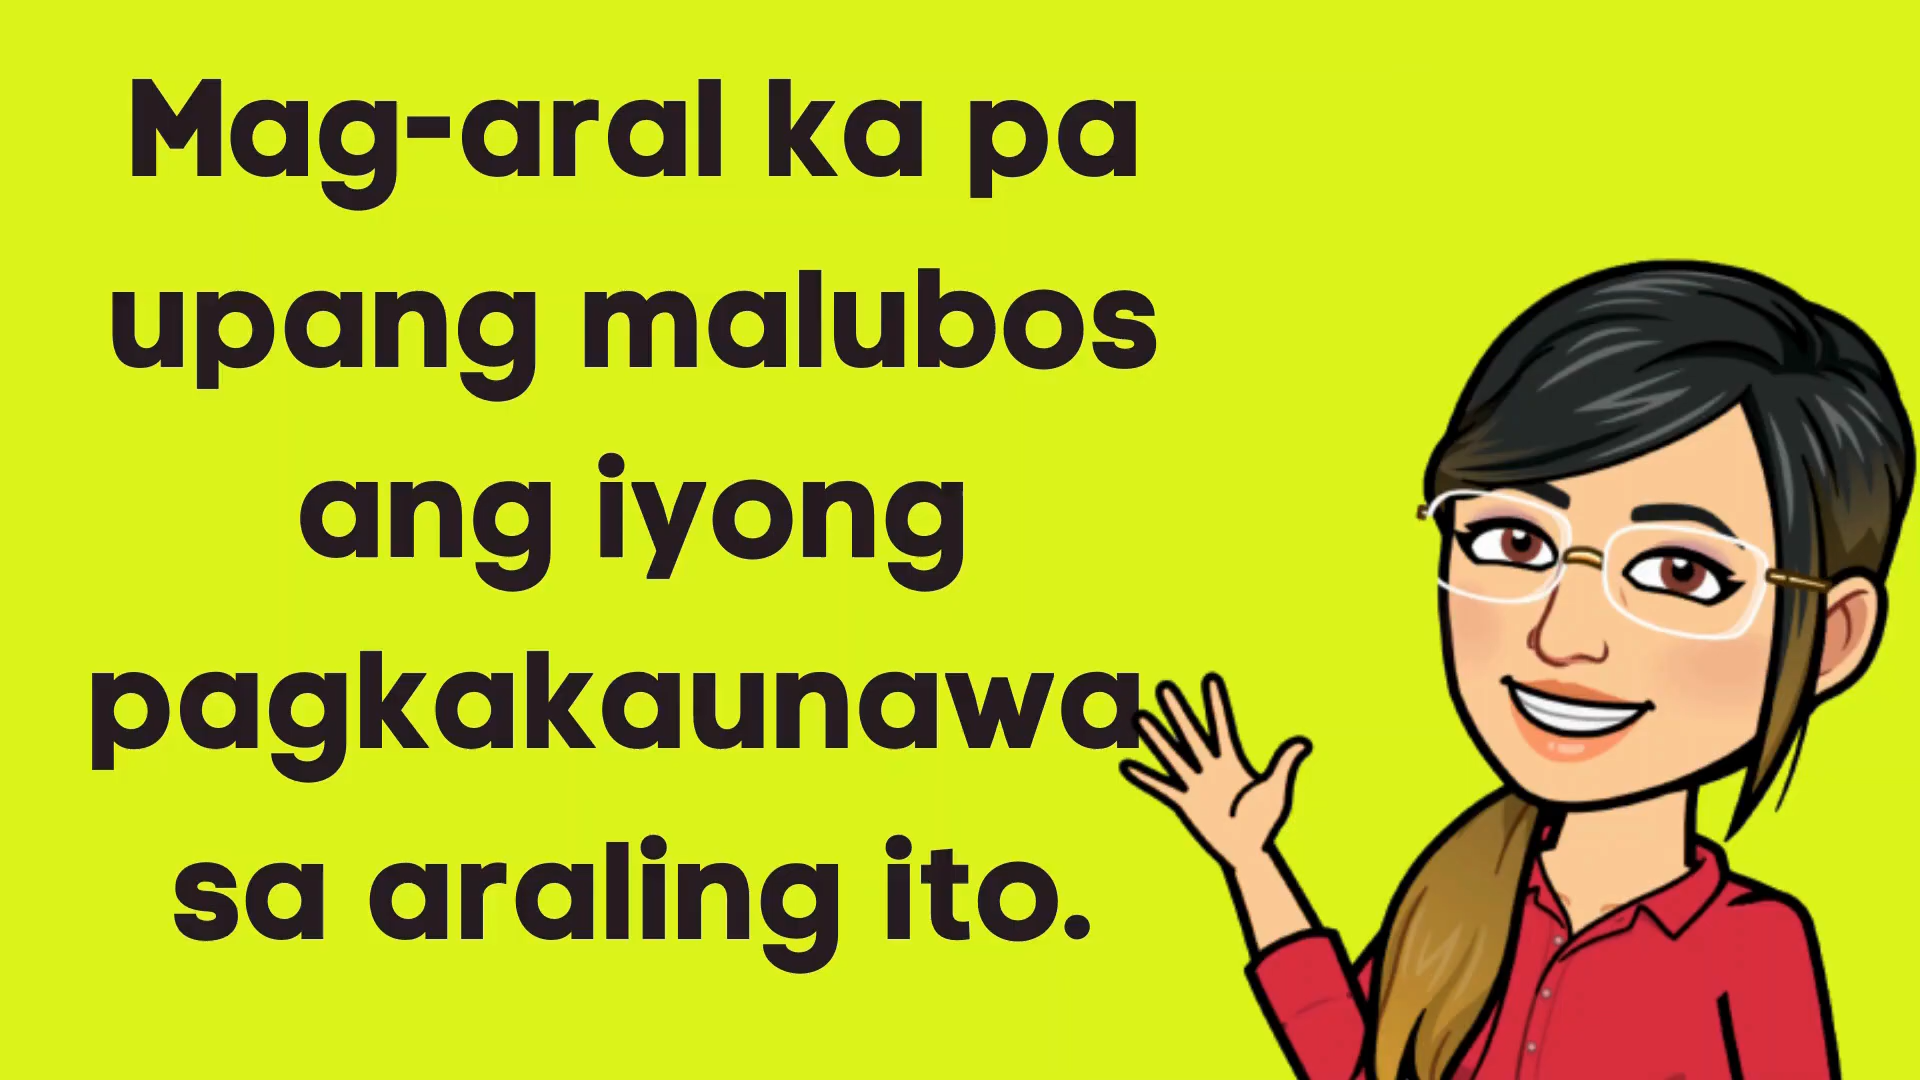 Mag-aral ka pa
upang malubos
ang iyong
pagkakaunawa
sa araling ito.